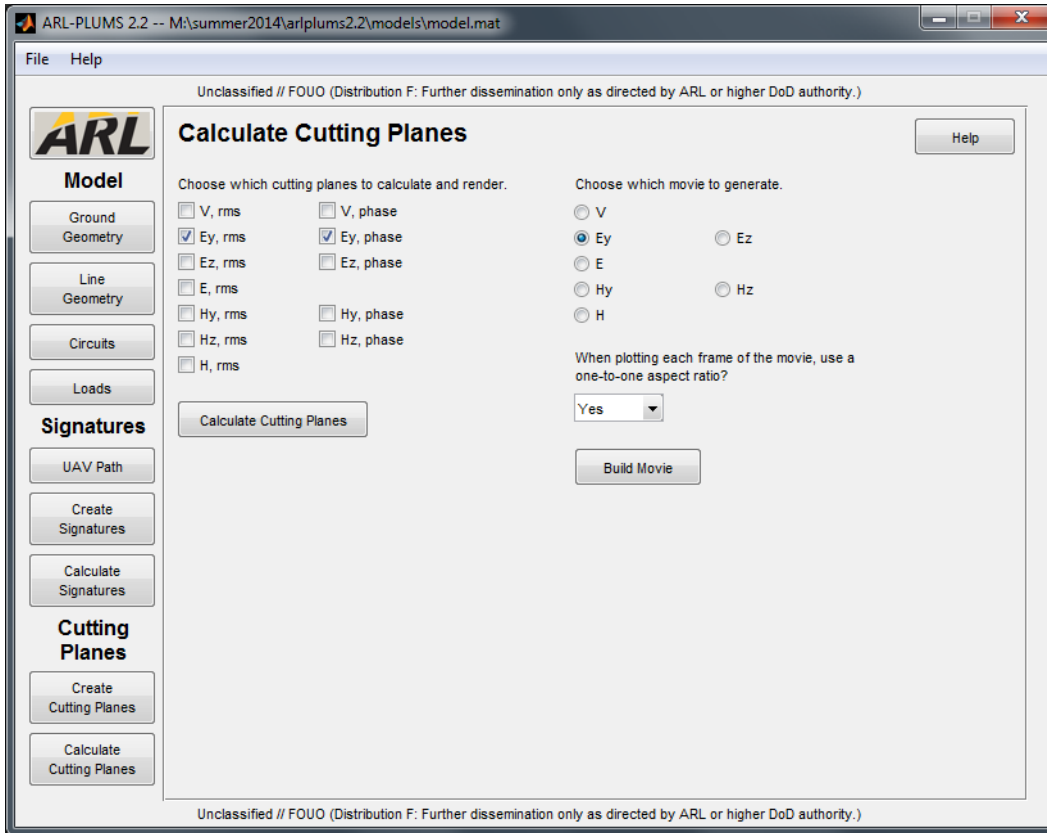 ARL-PLUMS 2.2 -- M:\summer2014\arlplums2.2\models\model.mat
File Help
Unclassified // FOUO (Distribution F: Further dissemination only as directed by ARL or higher DoD authority.)
ARL
Calculate Cutting Planes
Help
Model
Ground
Geometry
Line
Geometry
Circuits
Loads
Signatures
UAV Path
Create
Signatures
Calculate
Signatures
Cutting
Planes
Create
Cutting Planes
Calculate
Cutting Planes
Choose which cutting planes to calculate and render.
V, rms V, phase
Ey, rms Ey, phase
Ez, rms Ez, phase
E, rms
Hy, rms Hy, phase
Hz, rms Hz, phase
H, rms
Calculate Cutting Planes
Choose which movie to generate.
V
Ey Ez
E
Hy Hz
H
When plotting each frame of the movie, use a
one-to-one aspect ratio?
Yes
Build Movie
Unclassified // FOUO (Distribution F: Further dissemination only as directed by ARL or higher DoD authority.)